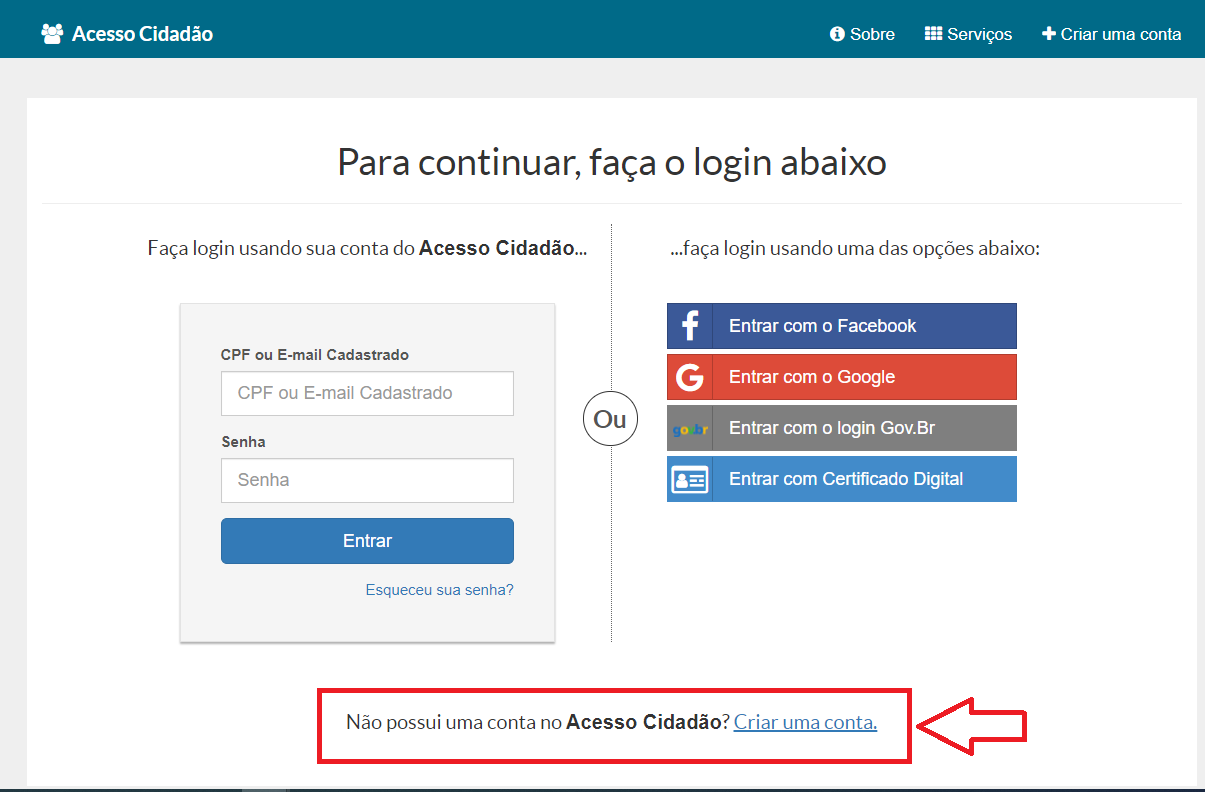 Acesso Cidadão
Sobre
Serviços
Criar uma conta
Para continuar, faça o login abaixo
Faça login usando sua conta do Acesso Cidadão...
CPF ou E-mail Cadastrado
CPF ou E-mail Cadastrado
Senha
Senha
Entrar
Esqueceu sua senha?
Ou
...faça login usando uma das opções abaixo:
Entrar com o Facebook
Entrar com o Google
gov.br
Entrar com o login Gov.Br
Entrar com Certificado Digital
Não possui uma conta no Acesso Cidadão? Criar uma conta.